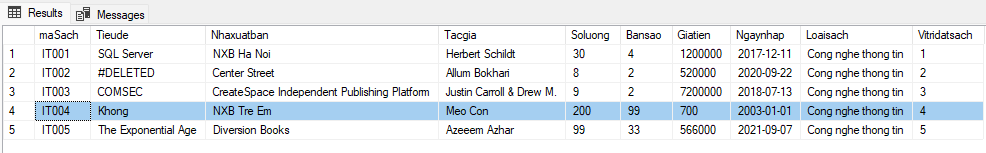 Results Messages
maSach Tieude Nhaxuatban Tacgia Soluong Bansao Giatien Ngaynhap Loaisach Vitridatsach
1 IT001 SQL Server NXB Ha Noi Herbert Schildt 30 4 1200000 2017-12-11 Cong nghe thong tin 1
2 IT002 #DELETED Center Street Allum Bokhari 8 2 520000 2020-09-22 Cong nghe thong tin 2
3 IT003 COMSEC CreateSpace Independent Publishing Platform Justin Carroll & Drew M. 9 2 7200000 2018-07-13 Cong nghe thong tin 3
4 IT004 Khong NXB Tre Em Meo Con 200 99 700 2003-01-01 Cong nghe thong tin 4
5 IT005 The Exponential Age Diversion Books Azeeem Azhar 99 33 566000 2021-09-07 Cong nghe thong tin 5